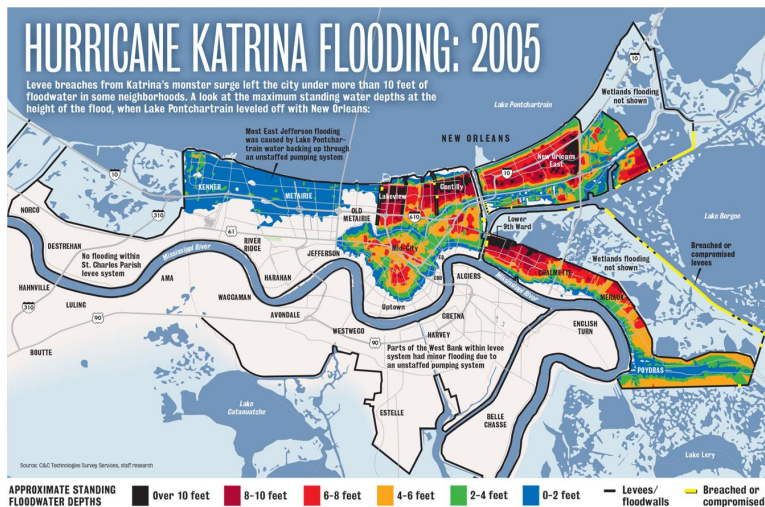 HURRICANE KATRINA FLOODING: 2005
Levee breaches from Katrina's monster surge left the city under more than 10 feet of
floodwater in some neighborhoods. A look at the maximum standing water depths at the
height of the flood, when Lake Pontchartrain leveled off with New Orleans:
10
Wetlands flooding
not shown
Lake Pontchartrain
Most East Jefferson flooding
was caused by Lake Pontchar-
train water backing up through
an unstaffed pumping system
NEW ORLEANS
New Orleans
East
10
10
KENNER
METAIRIE
Lakeview
Gentilly
OLD
METAIRIE
610
NORCO
310
Lake Borgne
Lower
9th Ward
61
RIVER
RIDGE
DESTREHAN
Mississippi River
No flooding within
St. Charles Parish
levee system
JEFFERSON
Mid-City
Breached or
compromised
levees
Wetlands flooding
not shown
FQ
CBD
ALGIERS
CHALMETTE
AMA
HARAHAN
HAHNVILLE
WAGGAMAN
Mississippi River
MERAUX
310
LULING
Uptown
90
AVONDALE
GRETNA
ENGLISH
TURN
WESTWEGO
HARVEY
90
BOUTTE
Parts of the West Bank within levee
system had minor flooding due to
an unstaffed pumping system
POYDRAS
Lake
Cataouatche
ESTELLE
BELLE
CHASSE
Lake Lery
Source: C&C Technologies Survey Services, staff research
APPROXIMATE STANDING
FLOODWATER DEPTHS
Over 10 feet
8-10 feet
6-8 feet
4-6 feet
2-4 feet
0-2 feet
Levees/
floodwalls
Breached or
compromised